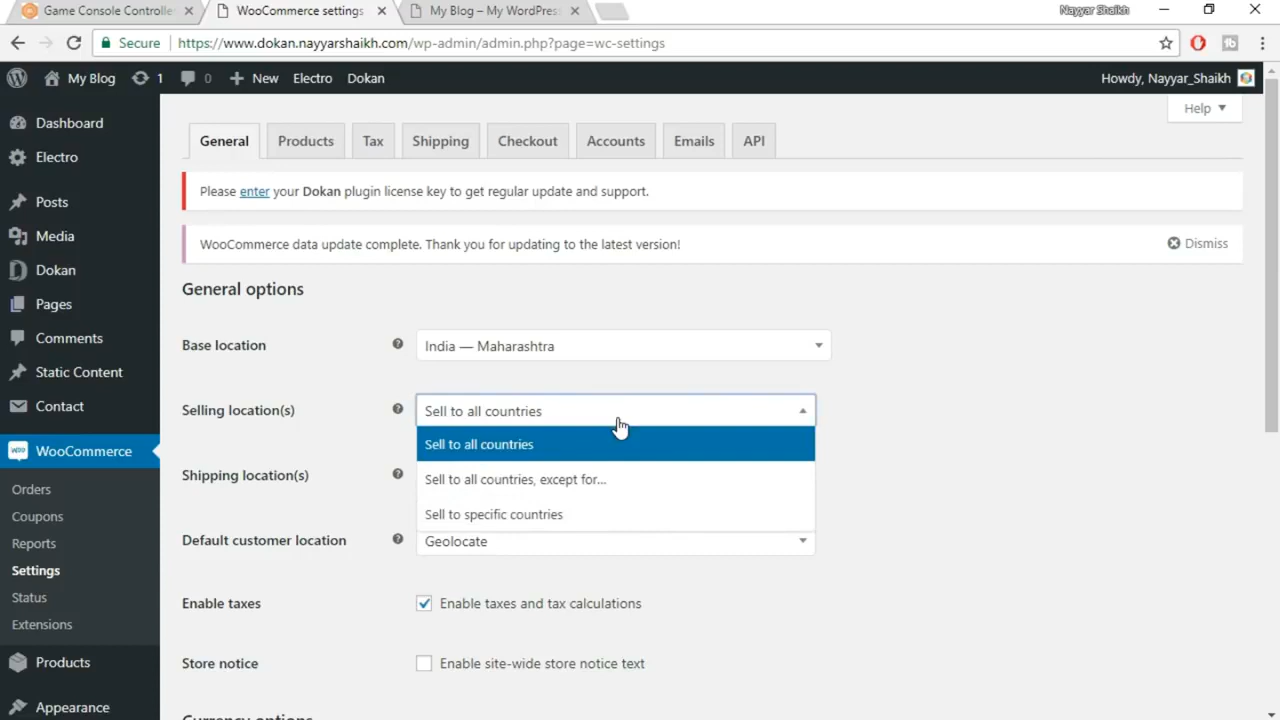 Game Console Controlle
WooCommerce settings
My Blog – My WordPres
Nayyar Shaikh
Secure
https://www.dokan.nayyarshaikh.com/wp-admin/admin.php?page=wc-settings
My Blog
1
0
New
Electro
Dokan
Howdy, Nayyar_Shaikh
Help
Dashboard
Electro
Posts
Media
Dokan
Pages
Comments
Static Content
Contact
WooCommerce
Orders
Coupons
Reports
Settings
Status
Extensions
Products
Appearance
General
Products
Tax
Shipping
Checkout
Accounts
Emails
API
Please enter your Dokan plugin license key to get regular update and support.
WooCommerce data update complete. Thank you for updating to the latest version!
Dismiss
General options
Base location
India — Maharashtra
Selling location(s)
Sell to all countries
Sell to all countries
Sell to all countries, except for...
Sell to specific countries
Shipping location(s)
Default customer location
Geolocate
Enable taxes
Enable taxes and tax calculations
Store notice
Enable site-wide store notice text
Currency options